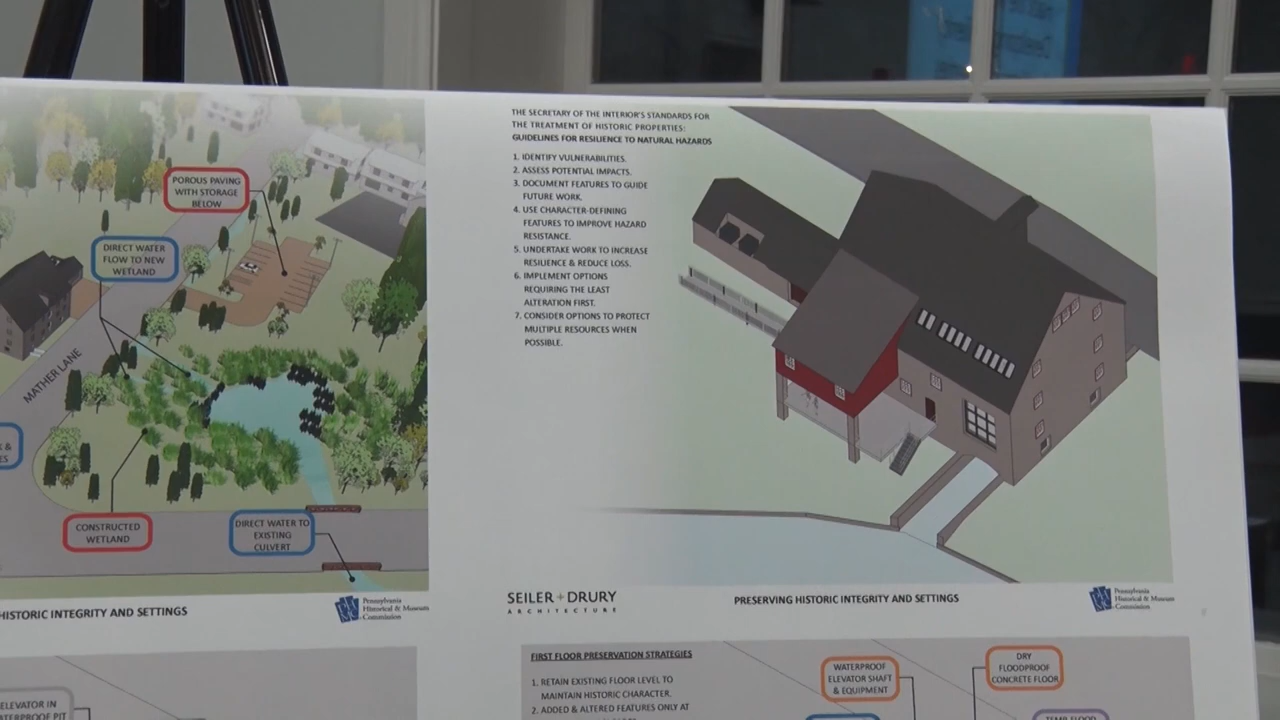 POROUS PAVING
WITH STORAGE
BELOW
DIRECT WATER
FLOW TO NEW
WETLAND
MATHER LANE
CONSTRUCTED
WETLAND
DIRECT WATER TO
EXISTING
CULVERT
HISTORIC INTEGRITY AND SETTINGS
Pennsylvania
Historical & Museum
Commission
THE SECRETARY OF THE INTERIOR'S STANDARDS FOR
THE TREATMENT OF HISTORIC PROPERTIES:
GUIDELINES FOR RESILIENCE TO NATURAL HAZARDS
1. IDENTIFY VULNERABILITIES.
2. ASSESS POTENTIAL IMPACTS.
3. DOCUMENT FEATURES TO GUIDE
FUTURE WORK.
4. USE CHARACTER-DEFINING
FEATURES TO IMPROVE HAZARD
RESISTANCE.
5. UNDERTAKE WORK TO INCREASE
RESILIENCE & REDUCE LOSS.
6. IMPLEMENT OPTIONS
REQUIRING THE LEAST
ALTERATION FIRST.
7. CONSIDER OPTIONS TO PROTECT
MULTIPLE RESOURCES WHEN
POSSIBLE.
SEILER + DRURY
ARCHITECTURE
PRESERVING HISTORIC INTEGRITY AND SETTINGS
Pennsylvania
Historical & Museum
Commission
ELEVATOR IN
FIRST FLOOR PRESERVATION STRATEGIES
1. RETAIN EXISTING FLOOR LEVEL TO
MAINTAIN HISTORIC CHARACTER.
2. ADDED & ALTERED FEATURES ONLY AT
WATERPROOF
ELEVATOR SHAFT
& EQUIPMENT
DRY
FLOODPROOF
CONCRETE FLOOR